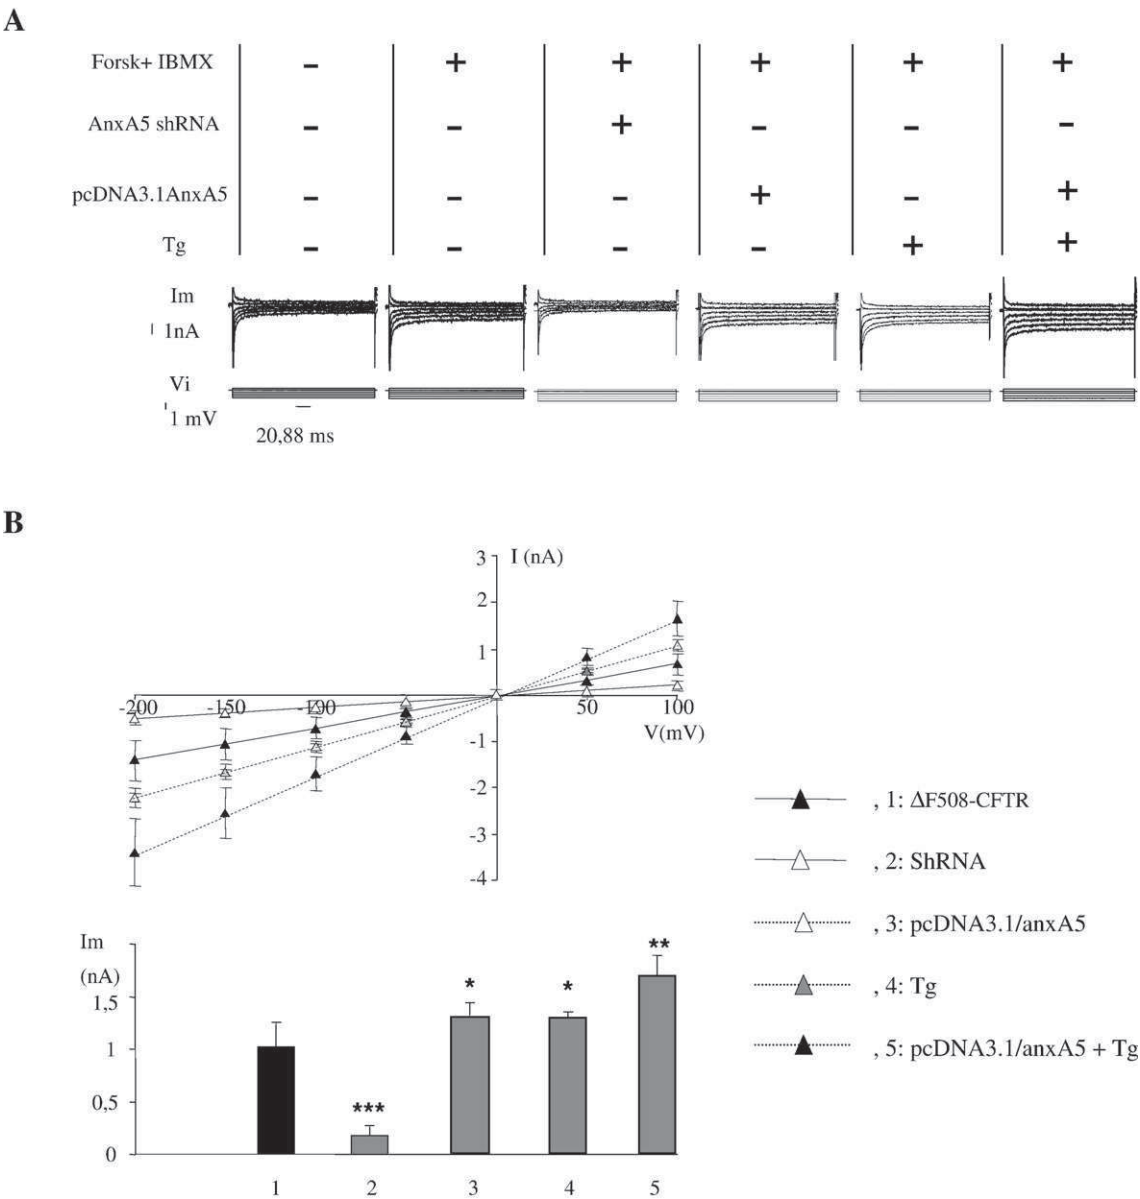 A
Forsk+ IBMX - + + + + +
AnxA5 shRNA - - + - - -
pcDNA3.1AnxA5 - - - + - +
Tg - - - - + +
Im
1nA
Vi
1 mV
20,88 ms
B
3 I (nA)
2
1
-200 -150 -190 50 100
V(mV)
-1
-2
-3
-4
, 1: ΔF508-CFTR
, 2: ShRNA
, 3: pcDNA3.1/anxA5
, 4: Tg
, 5: pcDNA3.1/anxA5 + Tg
Im
(nA)
1,5
1
0,5
0
*** * * **
1 2 3 4 5